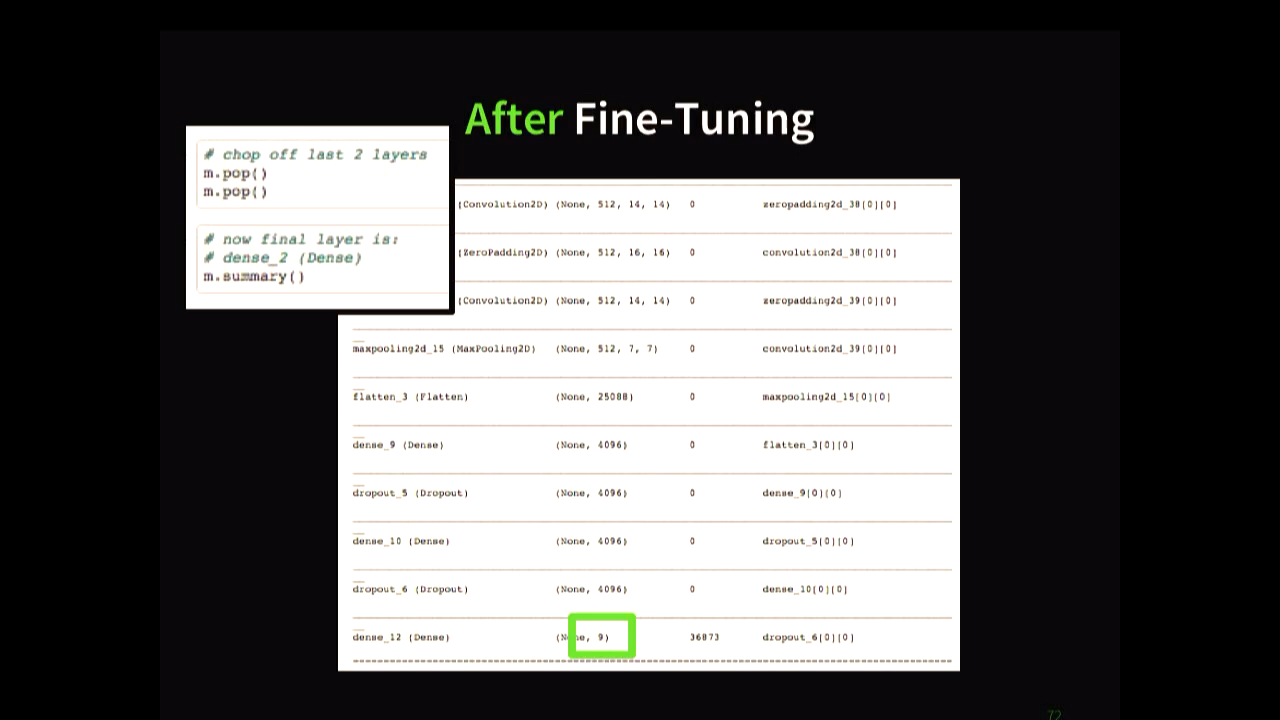 After Fine-Tuning
# chop off last 2 layers
m.pop()
m.pop()
# now final layer is:
# dense_2 (Dense)
m.summary()
(Convolution2D) (None, 512, 14, 14) 0 zeropadding2d_38[0][0]
(ZeroPadding2D) (None, 512, 16, 16) 0 convolution2d_38[0][0]
(Convolution2D) (None, 512, 14, 14) 0 zeropadding2d_39[0][0]
maxpooling2d_15 (MaxPooling2D) (None, 512, 7, 7) 0 convolution2d_39[0][0]
flatten_3 (Flatten) (None, 25088) 0 maxpooling2d_15[0][0]
dense_9 (Dense) (None, 4096) 0 flatten_3[0][0]
dropout_5 (Dropout) (None, 4096) 0 dense_9[0][0]
dense_10 (Dense) (None, 4096) 0 dropout_5[0][0]
dropout_6 (Dropout) (None, 4096) 0 dense_10[0][0]
dense_12 (Dense) (None, 9) 36873 dropout_6[0][0]
72